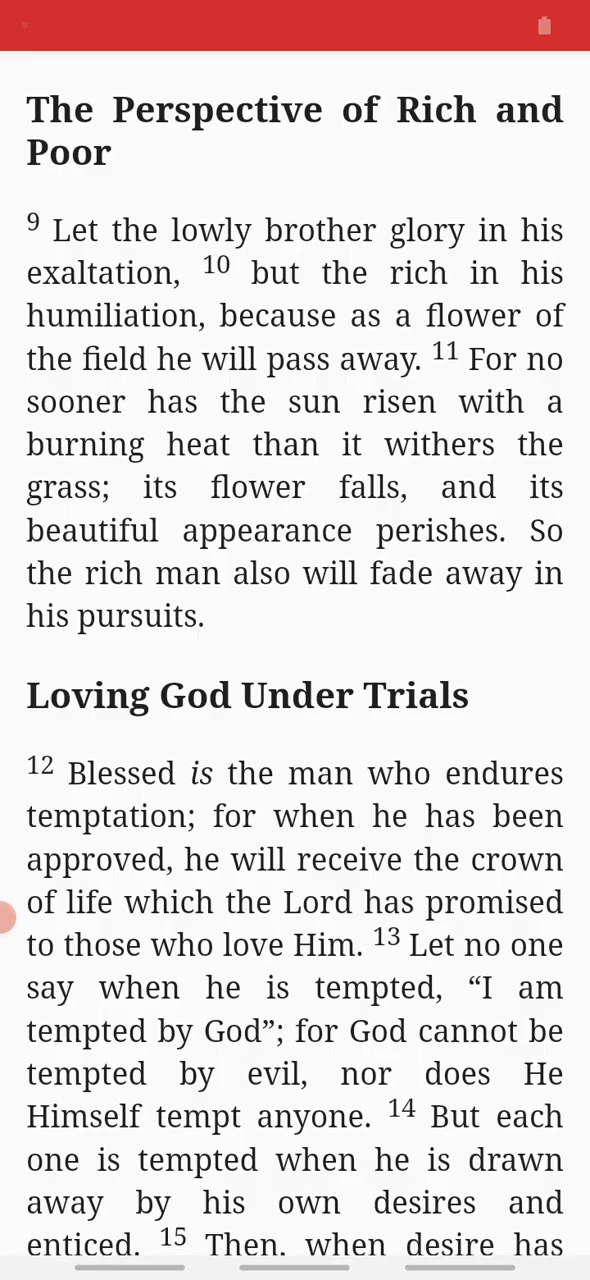 The Perspective of Rich and
Poor
9 Let the lowly brother glory in his
exaltation, 10 but the rich in his
humiliation, because as a flower of
the field he will pass away. 11 For no
sooner has the sun risen with a
burning heat than it withers the
grass; its flower falls, and its
beautiful appearance perishes. So
the rich man also will fade away in
his pursuits.
Loving God Under Trials
12 Blessed is the man who endures
temptation; for when he has been
approved, he will receive the crown
of life which the Lord has promised
to those who love Him. 13 Let no one
say when he is tempted, “I am
tempted by God”; for God cannot be
tempted by evil, nor does He
Himself tempt anyone. 14 But each
one is tempted when he is drawn
away by his own desires and
enticed. 15 Then, when desire has